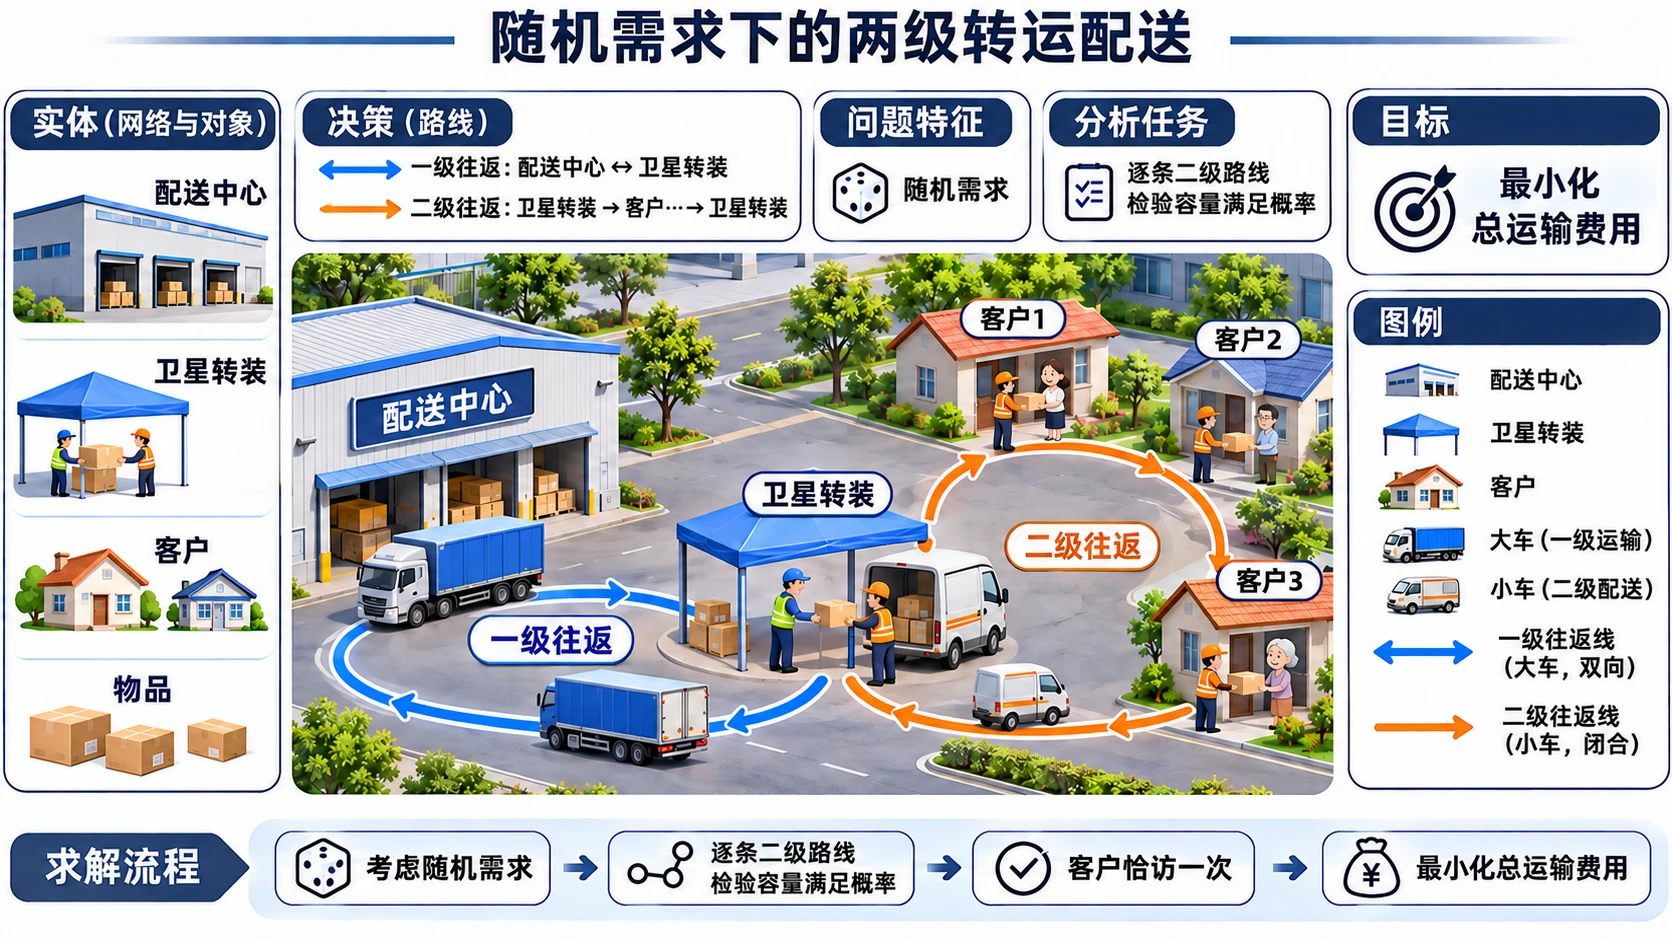 随机需求下的两级转运配送
实体(网络与对象)
配送中心
卫星转装
客户
物品
决策(路线)
一级往返: 配送中心 ↔ 卫星转装
二级往返: 卫星转装 → 客户…→ 卫星转装
问题特征
随机需求
分析任务
逐条二级路线
检验容量满足概率
目标
最小化
总运输费用
客户1
客户2
配送中心
卫星转装
二级往返
客户3
一级往返
图例
配送中心
卫星转装
客户
大车(一级运输)
小车(二级配送)
一级往返线
(大车, 双向)
二级往返线
(小车, 闭合)
求解流程
考虑随机需求
逐条二级路线
检验容量满足概率
客户恰访一次
¥
最小化总运输费用